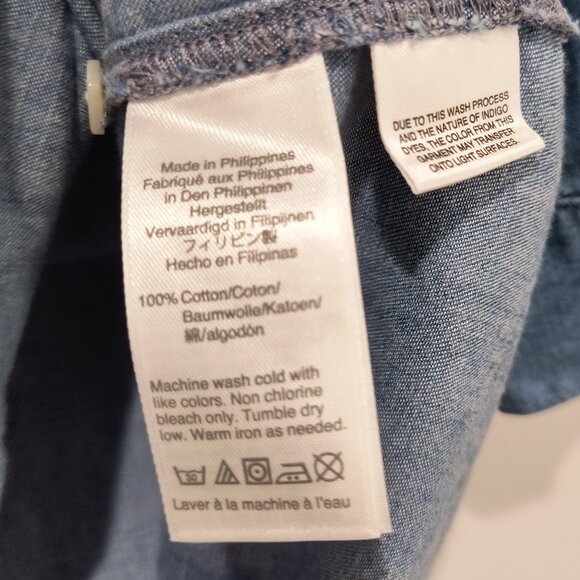 Made in Philippines
Fabriqué aux Philippines
in Den Philippinen
Hergestellt
Vervaardigd in Filipijnen
フィリピン製
Hecho en Filipinas
100% Cotton/Coton/
Baumwolle/Katoen/
綿/algodón
Machine wash cold with
like colors. Non chlorine
bleach only. Tumble dry
low. Warm iron as needed.
30
Laver à la machine à l'eau
DUE TO THIS WASH PROCESS
AND THE NATURE OF INDIGO
DYES, THE COLOR FROM THIS
GARMENT MAY TRANSFER
ONTO LIGHT SURFACES.